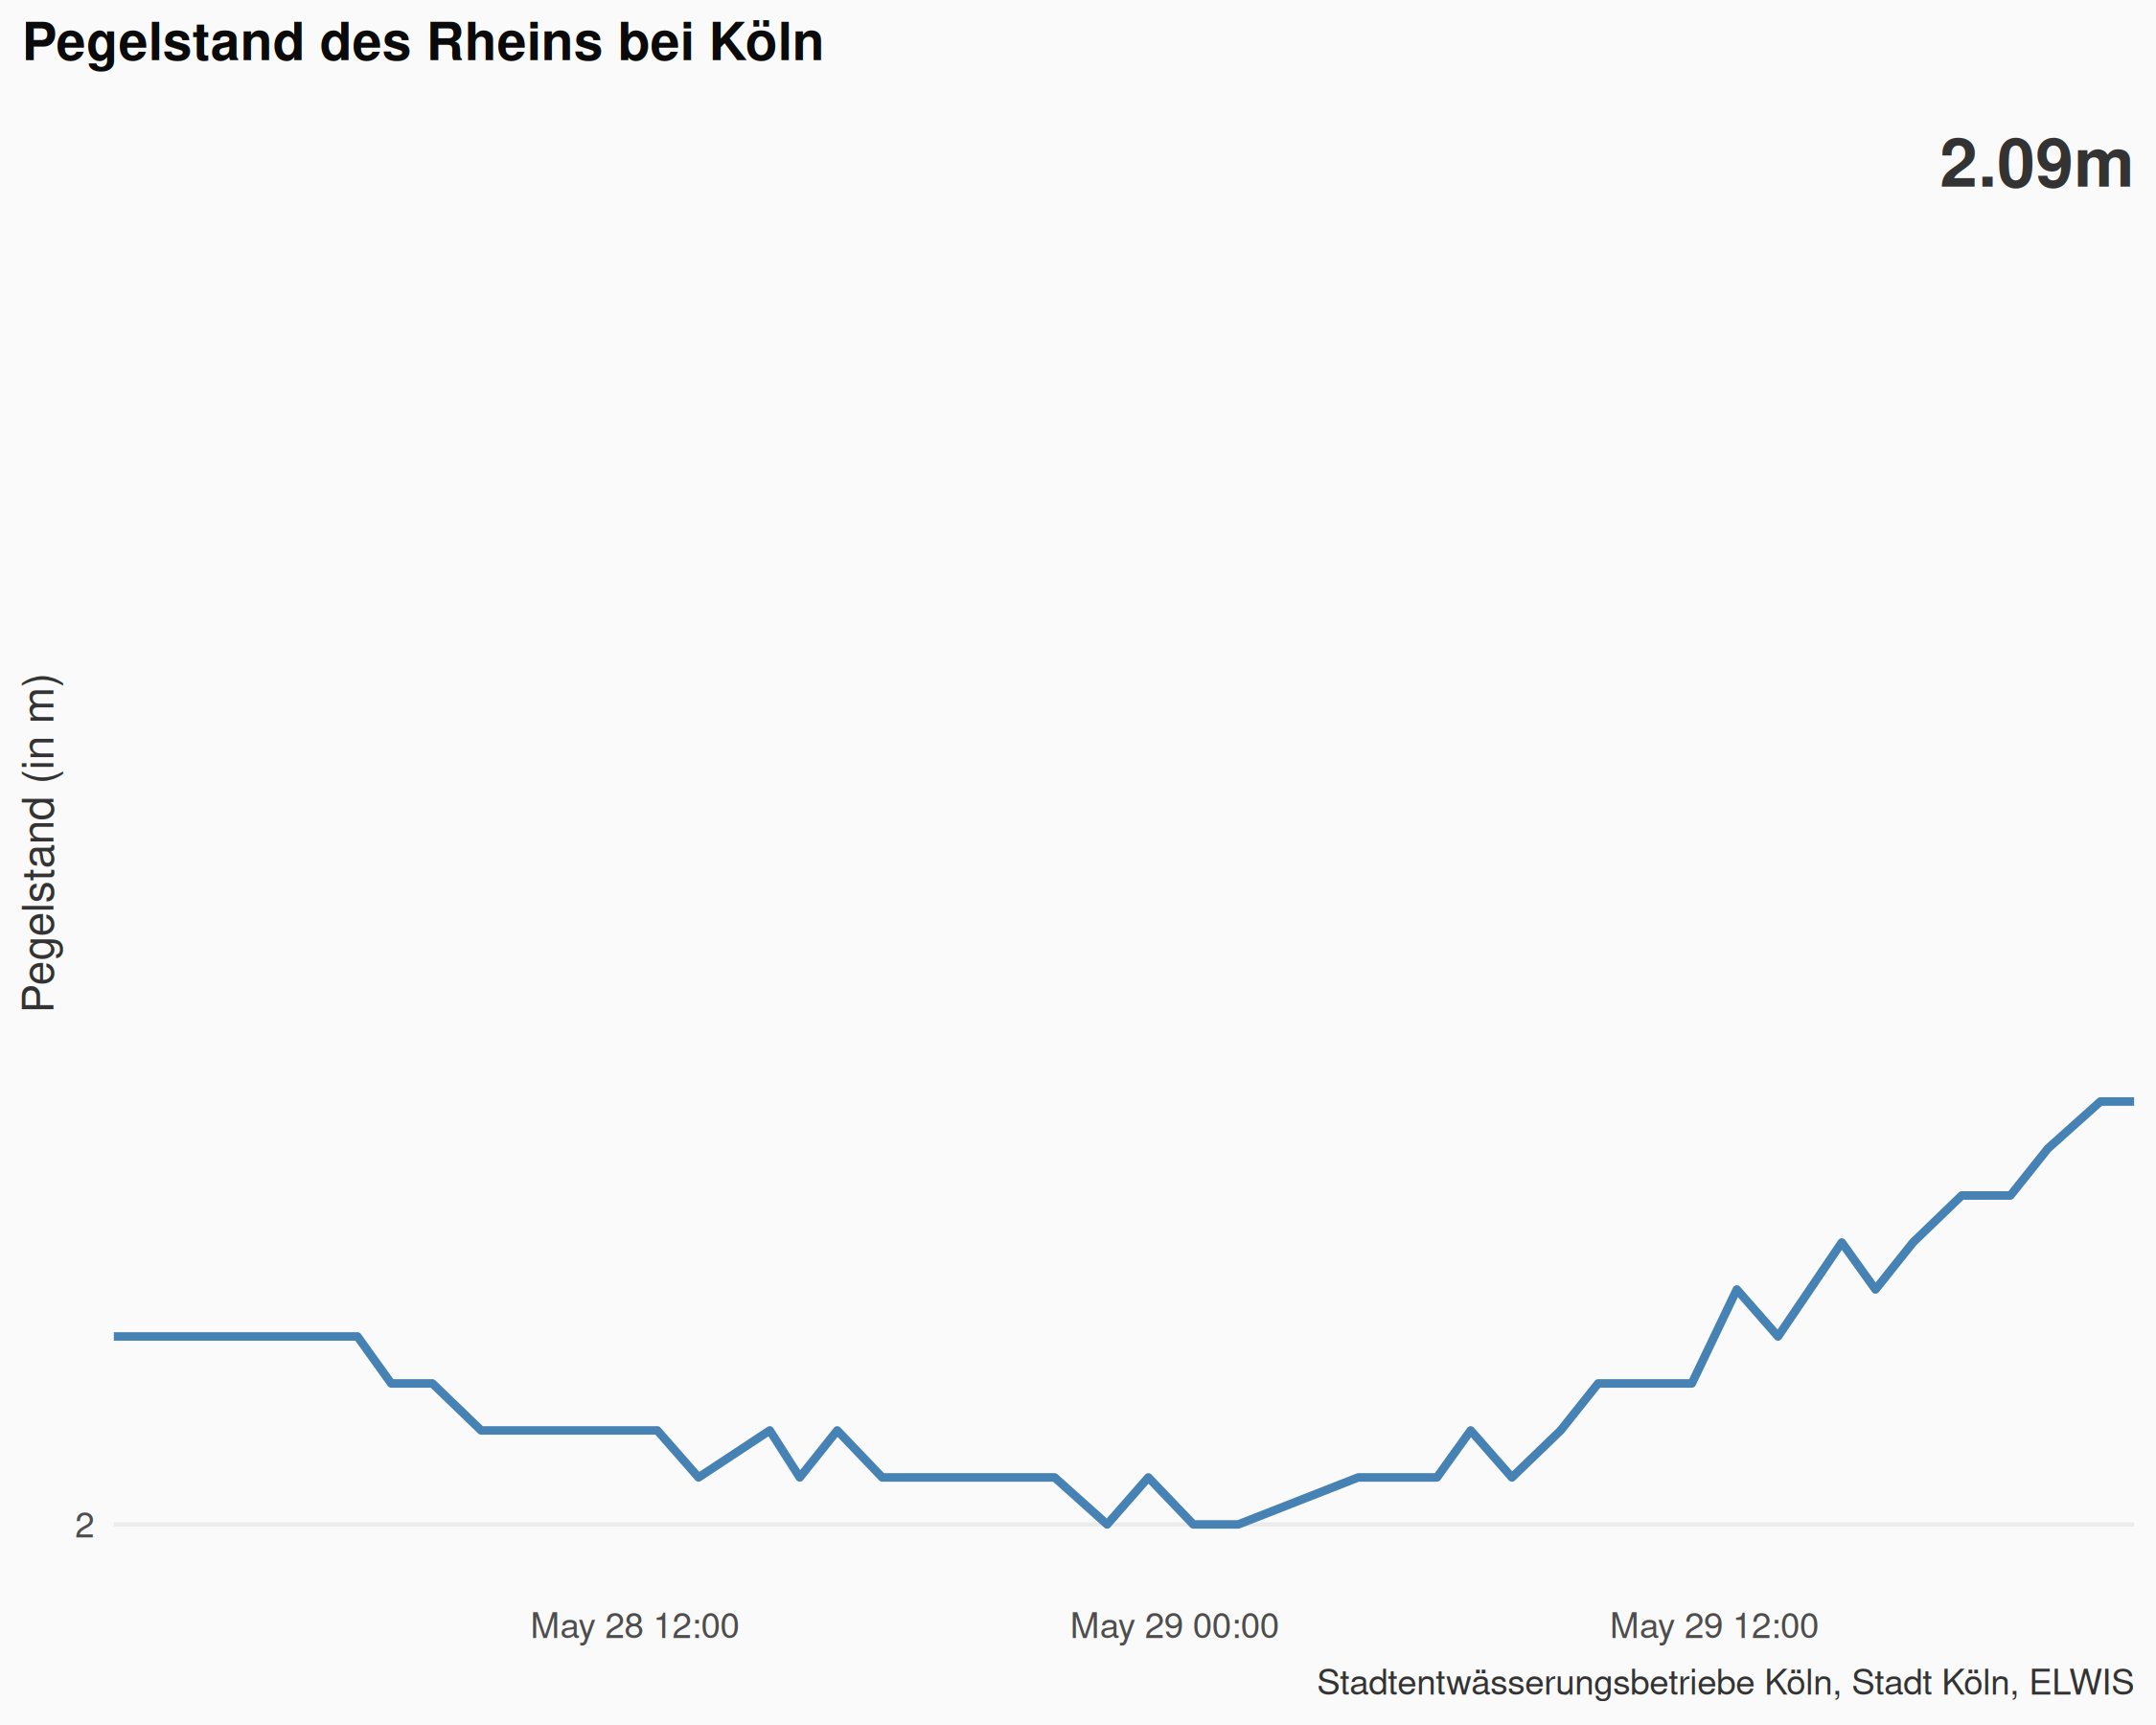 Pegelstand des Rheins bei Köln
2.09m
Pegelstand (in m)
2
May 28 12:00
May 29 00:00
May 29 12:00
Stadtentwässerungsbetriebe Köln, Stadt Köln, ELWIS